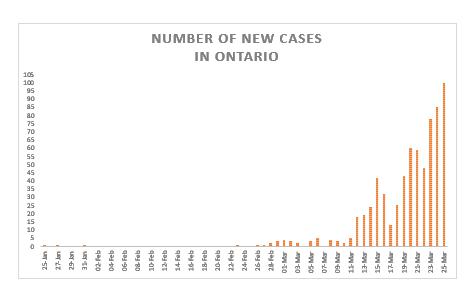 NUMBER OF NEW CASES
IN ONTARIO
105
100
95
90
85
80
75
70
65
60
55
50
45
40
35
30
25
20
15
10
5
0
25-Jan
27-Jan
29-Jan
31-Jan
02-Feb
04-Feb
06-Feb
08-Feb
10-Feb
12-Feb
14-Feb
16-Feb
18-Feb
20-Feb
22-Feb
24-Feb
26-Feb
28-Feb
01-Mar
03-Mar
05-Mar
07-Mar
09-Mar
11-Mar
13-Mar
15-Mar
17-Mar
19-Mar
21-Mar
23-Mar
25-Mar